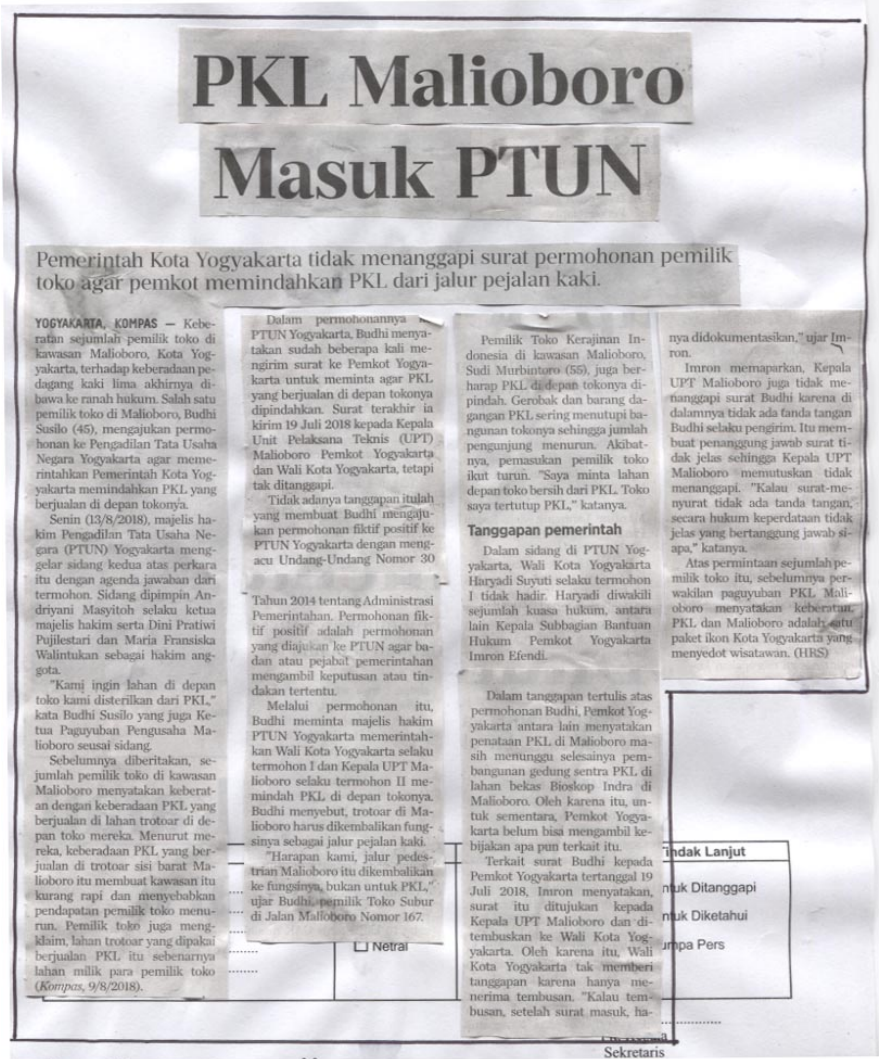 PKL Malioboro
Masuk PTUN
Pemerintah Kota Yogyakarta tidak menanggapi surat permohonan pemilik
toko agar pemkot memindahkan PKL dari jalur pejalan kaki.
YOGYAKARTA, KOMPAS — Kebe-
ratan sejumlah pemilik toko di
kawasan Malioboro, Kota Yog-
yakarta, terhadap keberadaan pe-
dagang kaki lima akhirnya di-
bawa ke ranah hukum. Salah satu
pemilik toko di Malioboro, Budhi
Susilo (45), mengajukan permo-
honan ke Pengadilan Tata Usaha
Negara Yogyakarta agar meme-
rintahkan Pemerintah Kota Yog-
yakarta memindahkan PKL yang
berjualan di depan tokonya.
Senin (13/8/2018), majelis ha-
kim Pengadilan Tata Usaha Ne-
gara (PTUN) Yogyakarta meng-
gelar sidang kedua atas perkara
itu dengan agenda jawaban dari
termohon. Sidang dipimpin An-
driyani Masyitoh selaku ketua
majelis hakim serta Dini Pratiwi
Pujilestari dan Maria Fransiska
Walintukan sebagai hakim ang-
gota.
"Kami ingin lahan di depan
toko kami disterilkan dari PKL,"
kata Budhi Susilo yang juga Ke-
tua Paguyuban Pengusaha Ma-
lioboro seusai sidang.
Sebelumnya diberitakan, se-
jumlah pemilik toko di kawasan
Malioboro menyatakan keberat-
an dengan keberadaan PKL yang
berjualan di lahan trotoar di de-
pan toko mereka. Menurut me-
reka, keberadaan PKL yang ber-
jualan di trotoar sisi barat Ma-
lioboro itu membuat kawasan itu
kurang rapi dan menyebabkan
pendapatan pemilik toko menu-
run. Pemilik toko juga meng-
klaim, lahan trotoar yang dipakai
berjualan PKL itu sebenarnya
lahan milik para pemilik toko
(Kompas, 9/8/2018).
Dalam permohonannya
PTUN Yogyakarta, Budhi menya-
takan sudah beberapa kali me-
ngirim surat ke Pemkot Yogya-
karta untuk meminta agar PKL
yang berjualan di depan tokonya
dipindahkan. Surat terakhir ia
kirim 19 Juli 2018 kepada Kepala
Unit Pelaksana Teknis (UPT)
Malioboro Pemkot Yogyakarta
dan Wali Kota Yogyakarta, tetapi
tak ditanggapi.
Tidak adanya tanggapan itulah
yang membuat Budhi mengaju-
kan permohonan fiktif positif ke
PTUN Yogyakarta dengan meng-
acu Undang-Undang Nomor 30
Tahun 2014 tentang Administrasi
Pemerintahan. Permohonan fik-
tif positif adalah permohonan
yang diajukan ke PTUN agar ba-
dan atau pejabat pemerintahan
mengambil keputusan atau tin-
dakan tertentu.
Melalui permohonan itu,
Budhi meminta majelis hakim
PTUN Yogyakarta memerintah-
kan Wali Kota Yogyakarta selaku
termohon I dan Kepala UPT Ma-
lioboro selaku termohon II me-
mindah PKL di depan tokonya.
Budhi menyebut, trotoar di Ma-
lioboro harus dikembalikan fung-
sinya sebagai jalur pejalan kaki.
"Harapan kami, jalur pedes-
trian Malioboro itu dikembalikan
ke fungsinya, bukan untuk PKL,"
ujar Budhi, pemilik Toko Subur
di Jalan Malioboro Nomor 167.
Netral
Pemilik Toko Kerajinan In-
donesia di kawasan Malioboro,
Sudi Murbintoro (55), juga ber-
harap PKL di depan tokonya di-
pindah. Gerobak dan barang da-
gangan PKL sering menutupi ba-
ngunan tokonya sehingga jumlah
pengunjung menurun. Akibat-
nya, pemasukan pemilik toko
ikut turun. "Saya minta lahan
depan toko bersih dari PKL. Toko
saya tertutup PKL," katanya.
Tanggapan pemerintah
Dalam sidang di PTUN Yog-
yakarta, Wali Kota Yogyakarta
Haryadi Suyuti selaku termohon
I tidak hadir. Haryadi diwakili
sejumlah kuasa hukum, antara
lain Kepala Subbagian Bantuan
Hukum Pemkot Yogyakarta
Imron Efendi.
Dalam tanggapan tertulis atas
permohonan Budhi, Pemkot Yog-
yakarta antara lain menyatakan
penataan PKL di Malioboro ma-
sih menunggu selesainya pem-
bangunan gedung sentra PKL di
lahan bekas Bioskop Indra di
Malioboro. Oleh karena itu, un-
tuk sementara, Pemkot Yogya-
karta belum bisa mengambil ke-
bijakan apa pun terkait itu.
Terkait surat Budhi kepada
Pemkot Yogyakarta tertanggal 19
Juli 2018, Imron menyatakan,
surat itu ditujukan kepada
Kepala UPT Malioboro dan di-
tembuskan ke Wali Kota Yog-
yakarta. Oleh karena itu, Wali
Kota Yogyakarta tak memberi
tanggapan karena hanya me-
nerima tembusan. "Kalau tem-
busan, setelah surat masuk, ha-
nya didokumentasikan," ujar Im-
ron.
Imron memaparkan, Kepala
UPT Malioboro juga tidak me-
nanggapi surat Budhi karena di
dalamnya tidak ada tanda tangan
Budhi selaku pengirim. Itu mem-
buat penanggung jawab surat ti-
dak jelas sehingga Kepala UPT
Malioboro memutuskan tidak
menanggapi. "Kalau surat-me-
nyurat tidak ada tanda tangan,
secara hukum keperdataan tidak
jelas yang bertanggung jawab si-
apa," katanya.
Atas permintaan sejumlah pe-
milik toko itu, sebelumnya per-
wakilan paguyuban PKL Mali-
oboro menyatakan keberatan.
PKL dan Malioboro adalah satu
paket ikon Kota Yogyakarta yang
menyedot wisatawan. (HRS)
Tindak Lanjut
ntuk Ditanggapi
ntuk Diketahui
mpa Pers
Sekretaris